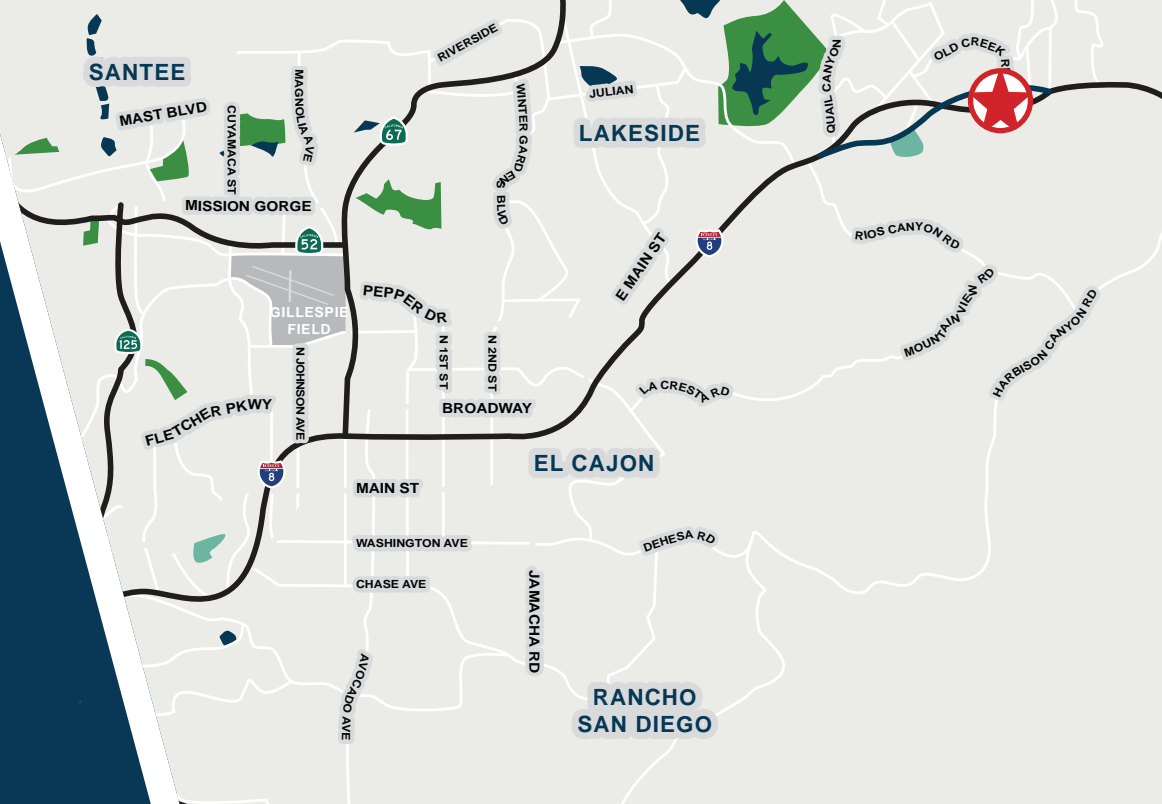 RIVERSIDE
OLD CREEK R
SANTEE
MAST BLVD
CUYAMACA ST
MAGNOLIA AVE
67
WINTER GARDENS BLVD
JULIAN
LAKESIDE
QUAIL CANYON
MISSION GORGE
52
8
E MAIN ST
RIOS CANYON RD
MOUNTAIN VIEW RD
HARBISON CANYON RD
GILLESPIE
FIELD
PEPPER DR
125
N JOHNSON AVE
N 1ST ST
N 2ND ST
LA CRESTA RD
BROADWAY
FLETCHER PKWY
8
EL CAJON
MAIN ST
WASHINGTON AVE
DEHESA RD
CHASE AVE
JAMACHA RD
AVOCADO AVE
RANCHO
SAN DIEGO